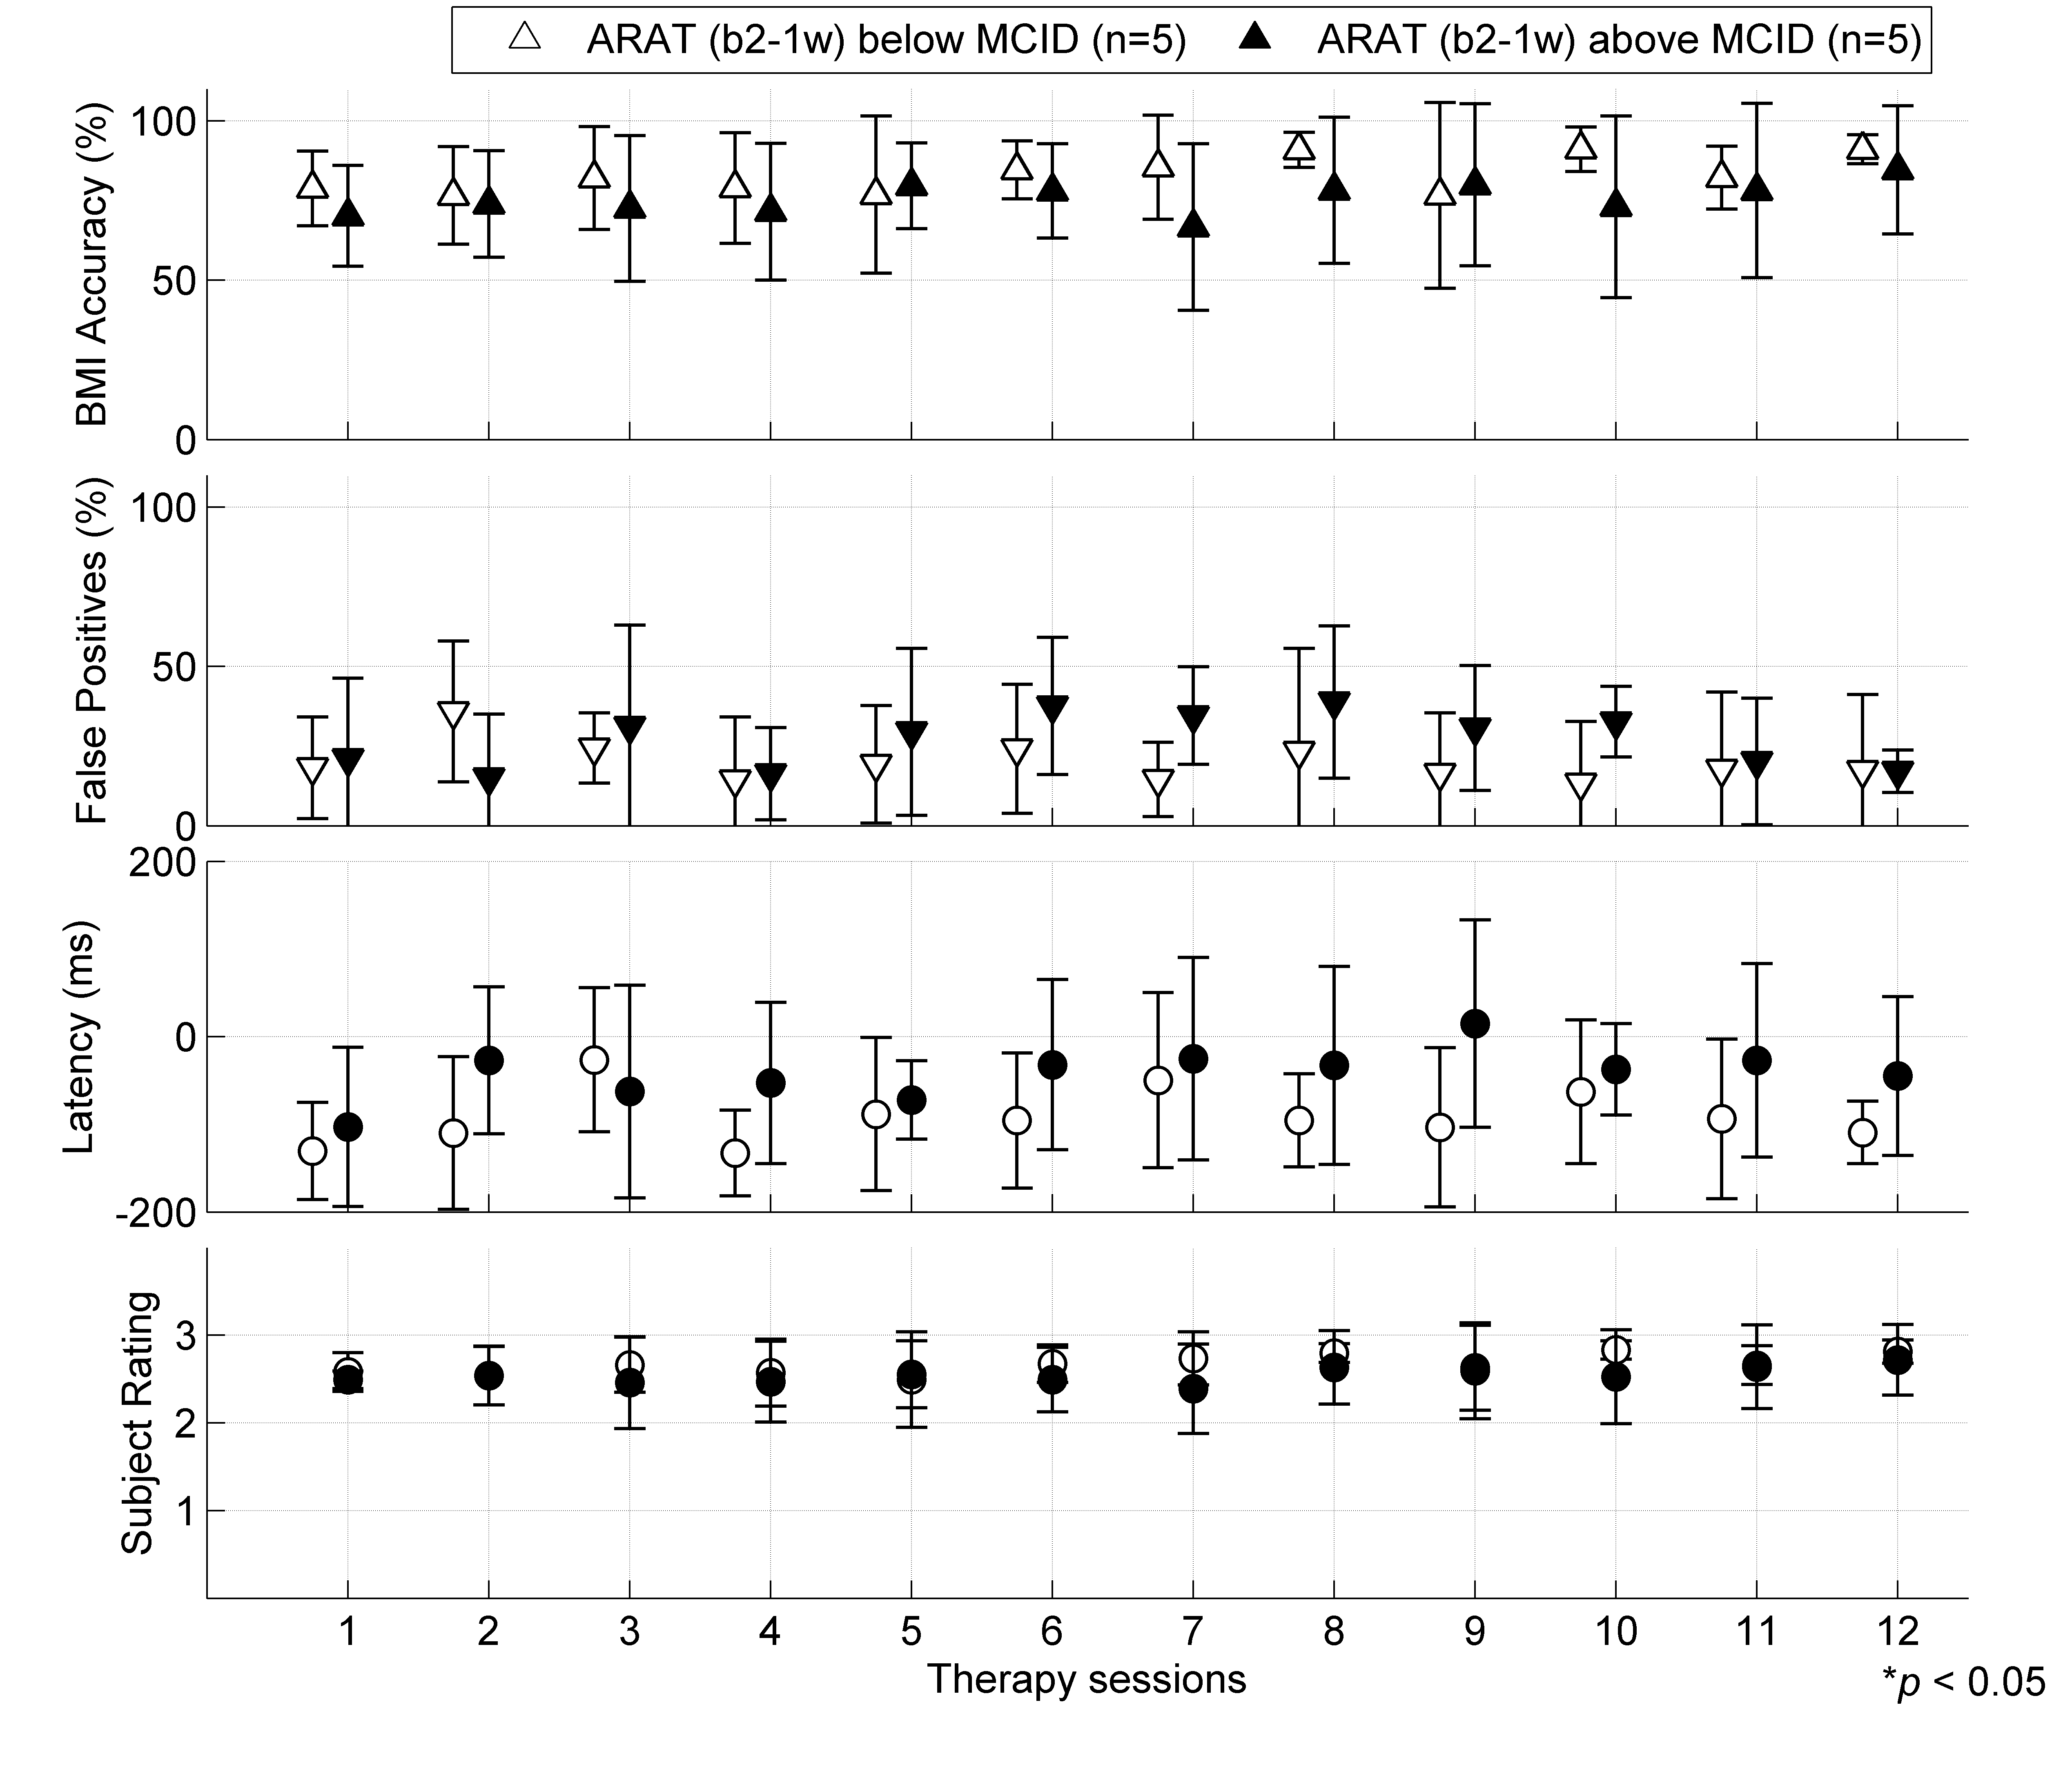 ARAT (b2-1w) below MCID (n=5) ARAT (b2-1w) above MCID (n=5)
BMI Accuracy (%)
100
50
0
False Positives (%)
100
50
0
Latency (ms)
200
0
-200
Subject Rating
3
2
1
1 2 3 4 5 6 7 8 9 10 11 12
Therapy sessions
*p < 0.05